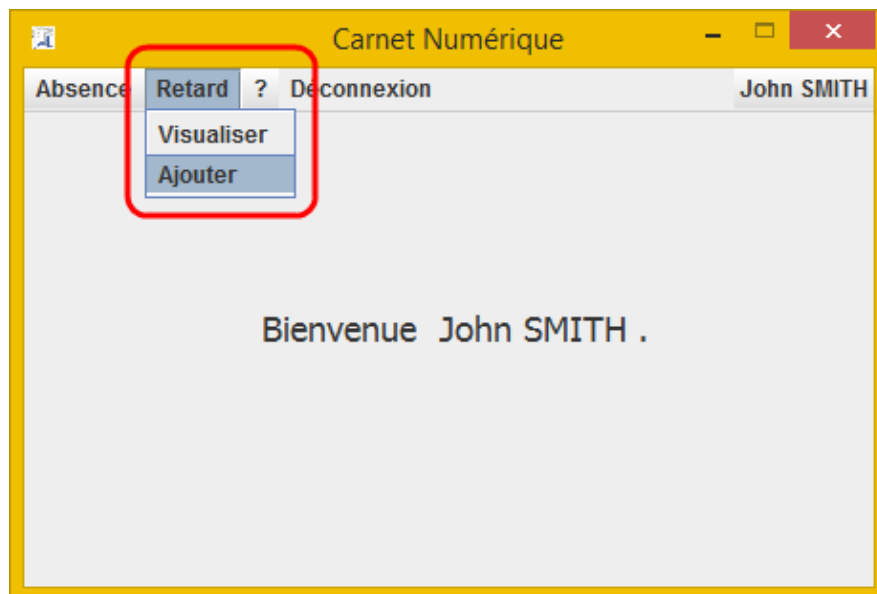 Carnet Numérique
Absence Retard ? Déconnexion John SMITH
Visualiser
Ajouter
Bienvenue John SMITH .